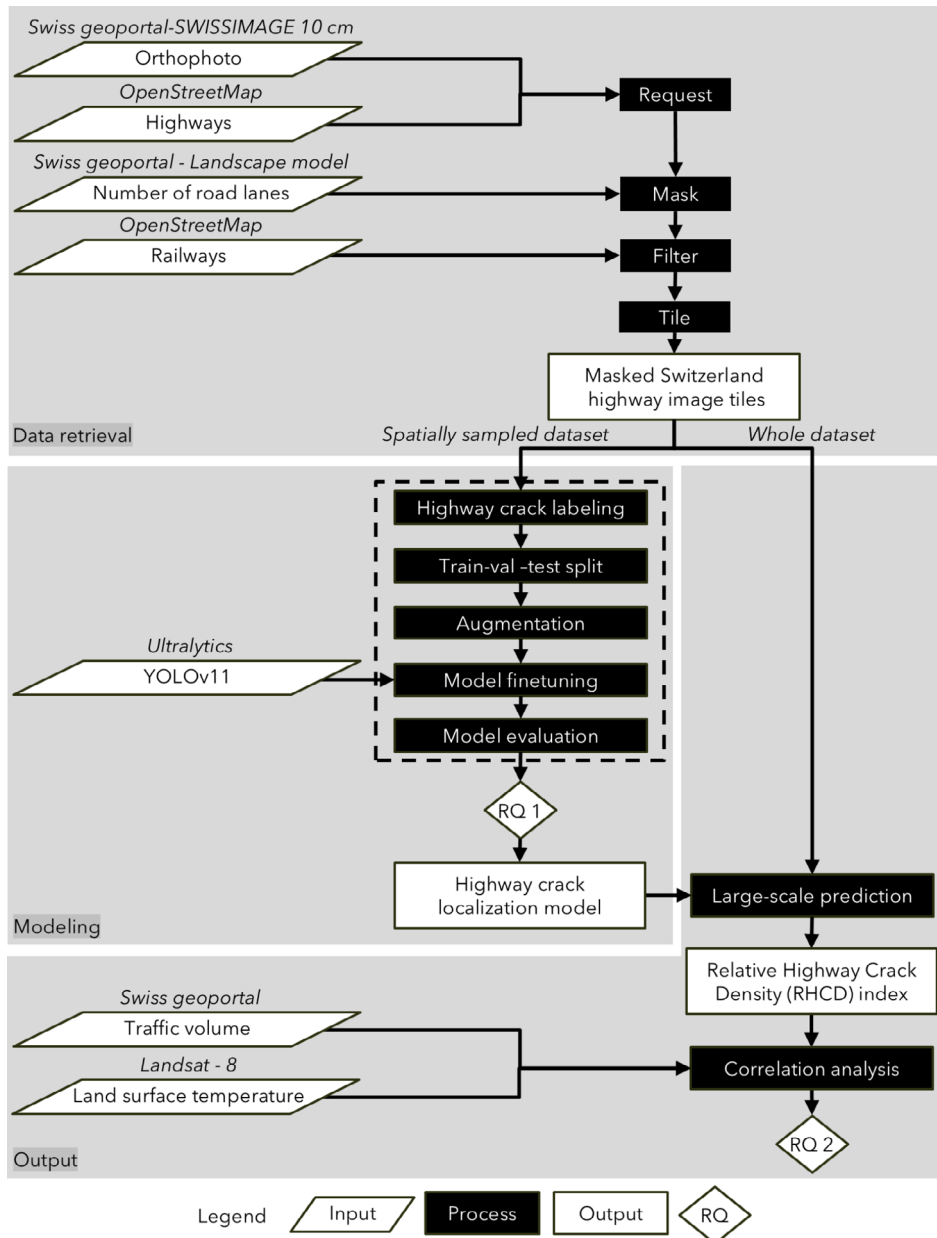 Swiss geoportal-SWISSIMAGE 10 cm
Orthophoto
OpenStreetMap
Highways
Request
Swiss geoportal - Landscape model
Number of road lanes
Mask
OpenStreetMap
Railways
Filter
Tile
Masked Switzerland
highway image tiles
Data retrieval
Spatially sampled dataset
Whole dataset
Highway crack labeling
Train-val –test split
Augmentation
Ultralytics
YOLOv11
Model finetuning
Model evaluation
RQ 1
Highway crack
localization model
Large-scale prediction
Modeling
Relative Highway Crack
Density (RHCD) index
Swiss geoportal
Traffic volume
Landsat - 8
Land surface temperature
Correlation analysis
RQ 2
Output
Legend
Input
Process
Output
RQ